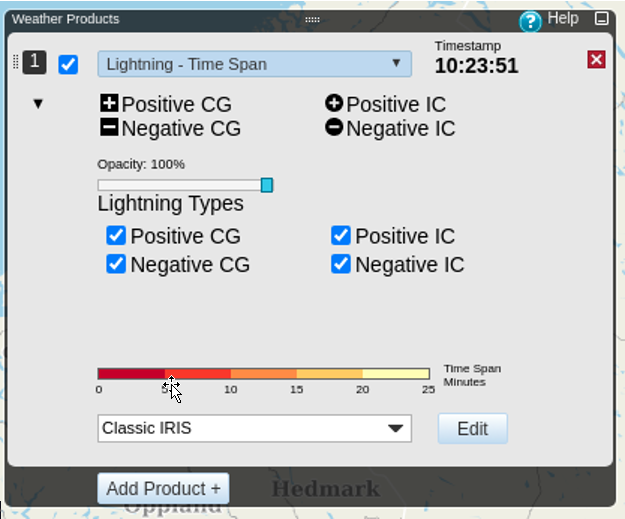 Weather Products
? Help
1
Lightning - Time Span
Timestamp
10:23:51
Positive CG
Positive IC
Negative CG
Negative IC
Opacity: 100%
Lightning Types
Positive CG
Positive IC
Negative CG
Negative IC
0 5 10 15 20 25
Time Span
Minutes
Classic IRIS
Edit
Add Product +
Hedmark
Oppland